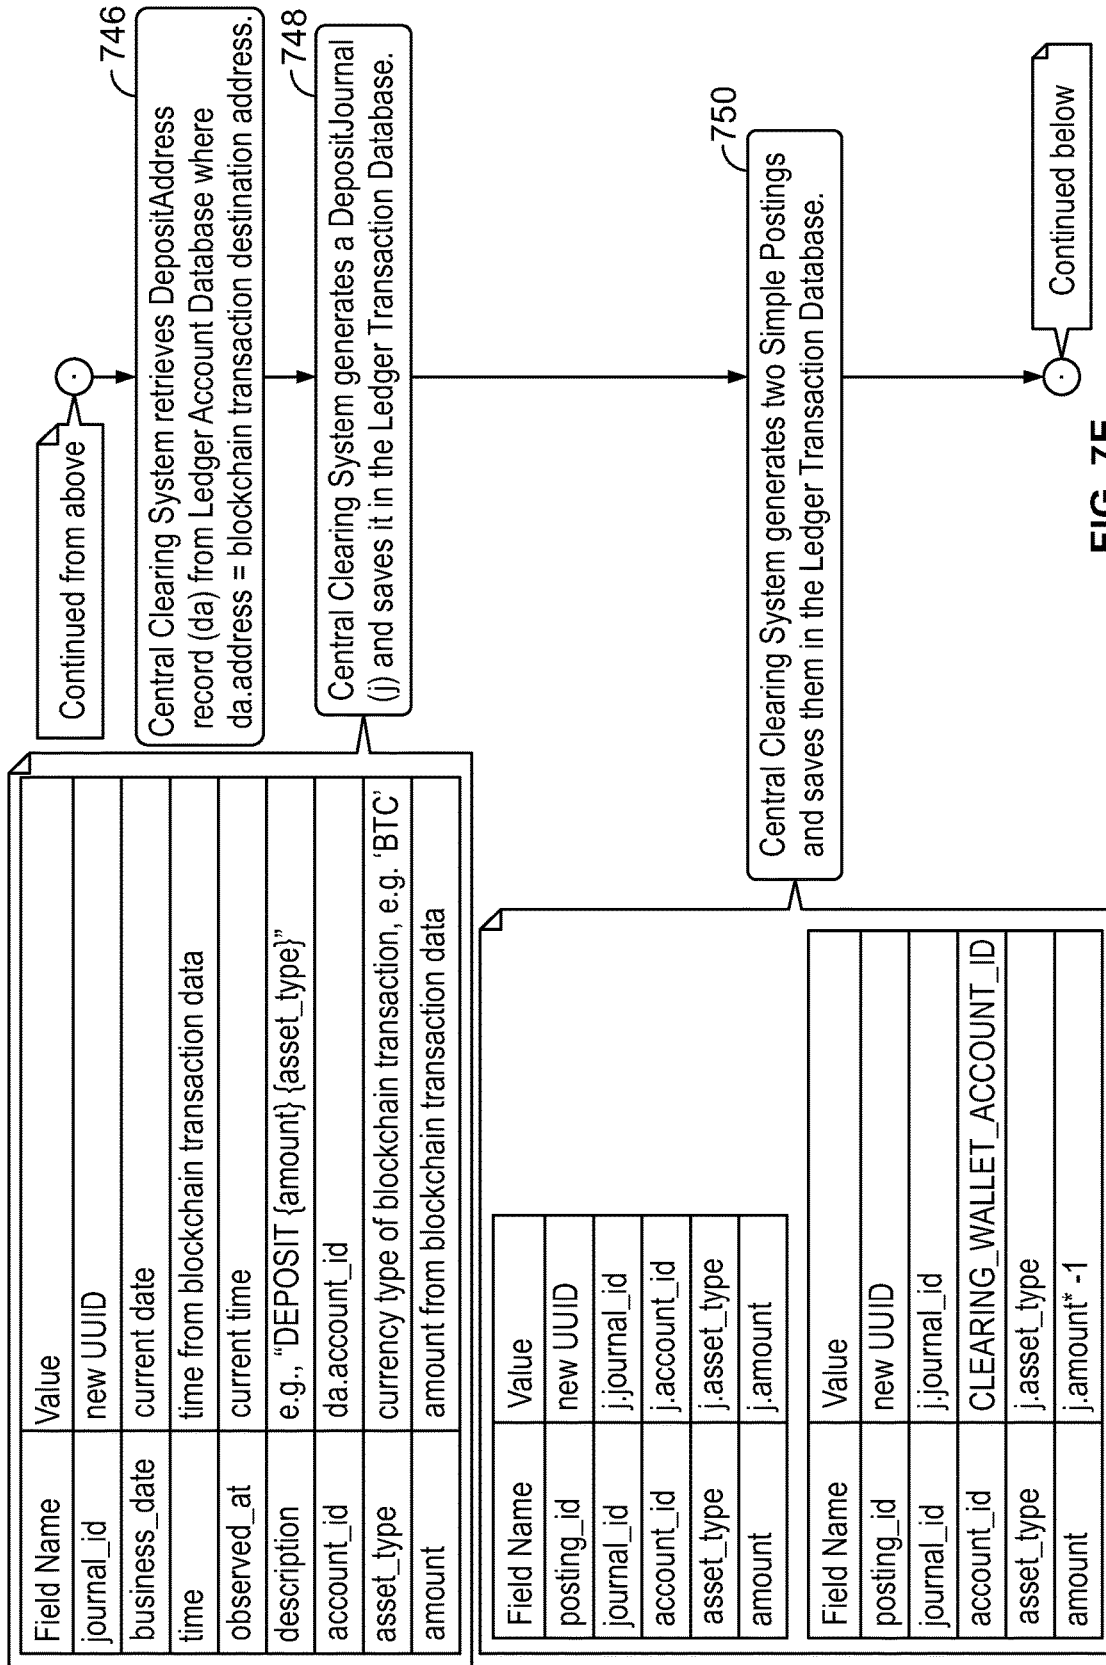 Continued from above
746
Central Clearing System retrieves DepositAddress
record (da) from Ledger Account Database where
da.address = blockchain transaction destination address.
748
Central Clearing System generates a DepositJournal
(j) and saves it in the Ledger Transaction Database.
Field Name Value
journal_id new UUID
business_date current date
time time from blockchain transaction data
observed_at current time
description e.g., “DEPOSIT {amount} {asset_type}”
account_id da.account_id
asset_type currency type of blockchain transaction, e.g. ‘BTC’
amount amount from blockchain transaction data
750
Central Clearing System generates two Simple Postings
and saves them in the Ledger Transaction Database.
Field Name Value
posting_id new UUID
journal_id j.journal_id
account_id j.account_id
asset_type j.asset_type
amount j.amount
Field Name Value
posting_id new UUID
journal_id j.journal_id
account_id CLEARING_WALLET_ACCOUNT_ID
asset_type j.asset_type
amount j.amount* -1
Continued below